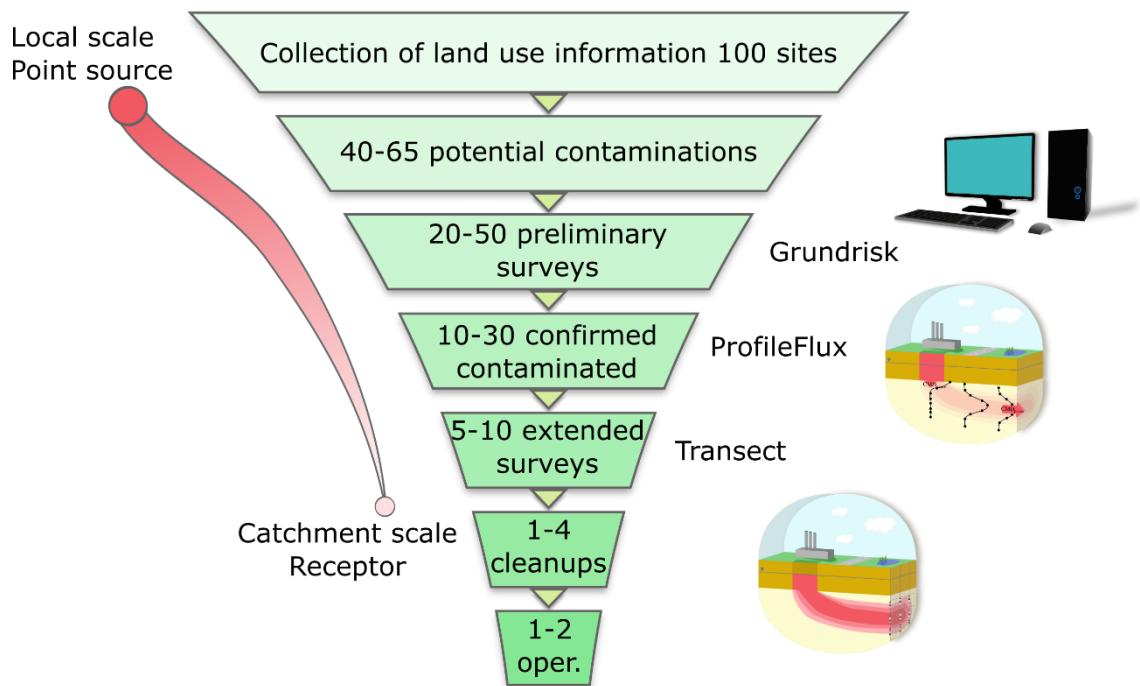 Local scale
Point source
Collection of land use information 100 sites
40-65 potential contaminations
20-50 preliminary
surveys
Grundrisk
10-30 confirmed
contaminated
ProfileFlux
5-10 extended
surveys
Transect
Catchment scale
Receptor
1-4
cleanups
1-2
oper.